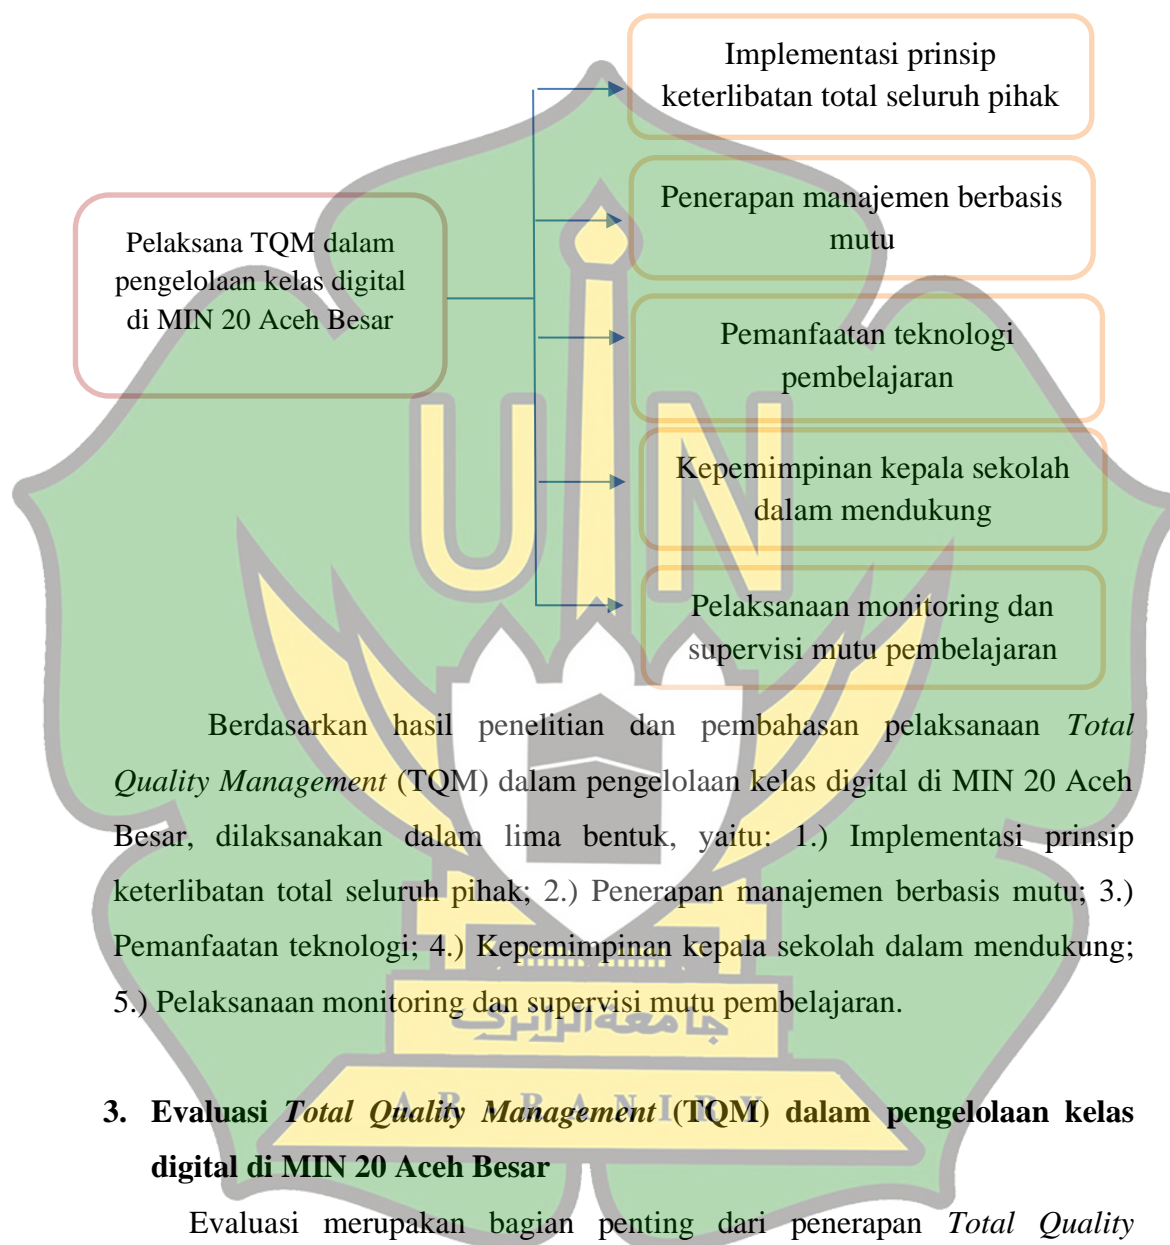 Implementasi prinsip
keterlibatan total seluruh pihak
Penerapan manajemen berbasis
mutu
Pelaksana TQM dalam
pengelolaan kelas digital
di MIN 20 Aceh Besar
Pemanfaatan teknologi
pembelajaran
Kepemimpinan kepala sekolah
dalam mendukung
Pelaksanaan monitoring dan
supervisi mutu pembelajaran
UIN
Berdasarkan hasil penelitian dan pembahasan pelaksanaan Total
Quality Management (TQM) dalam pengelolaan kelas digital di MIN 20 Aceh
Besar, dilaksanakan dalam lima bentuk, yaitu: 1.) Implementasi prinsip
keterlibatan total seluruh pihak; 2.) Penerapan manajemen berbasis mutu; 3.)
Pemanfaatan teknologi; 4.) Kepemimpinan kepala sekolah dalam mendukung;
5.) Pelaksanaan monitoring dan supervisi mutu pembelajaran.
جامعة الرانري
AR-RANIRY
3. Evaluasi Total Quality Management (TQM) dalam pengelolaan kelas
digital di MIN 20 Aceh Besar
Evaluasi merupakan bagian penting dari penerapan Total Quality